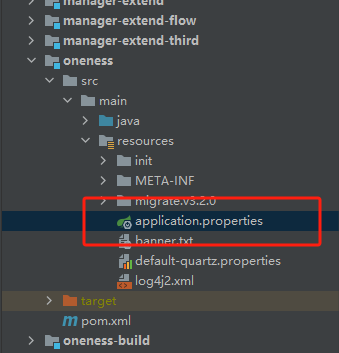 manager-extend
manager-extend-flow
manager-extend-third
oneness
src
main
java
resources
init
META-INF
migrate.v3.2.0
application.properties
banner.txt
default-quartz.properties
log4j2.xml
target
pom.xml
oneness-build